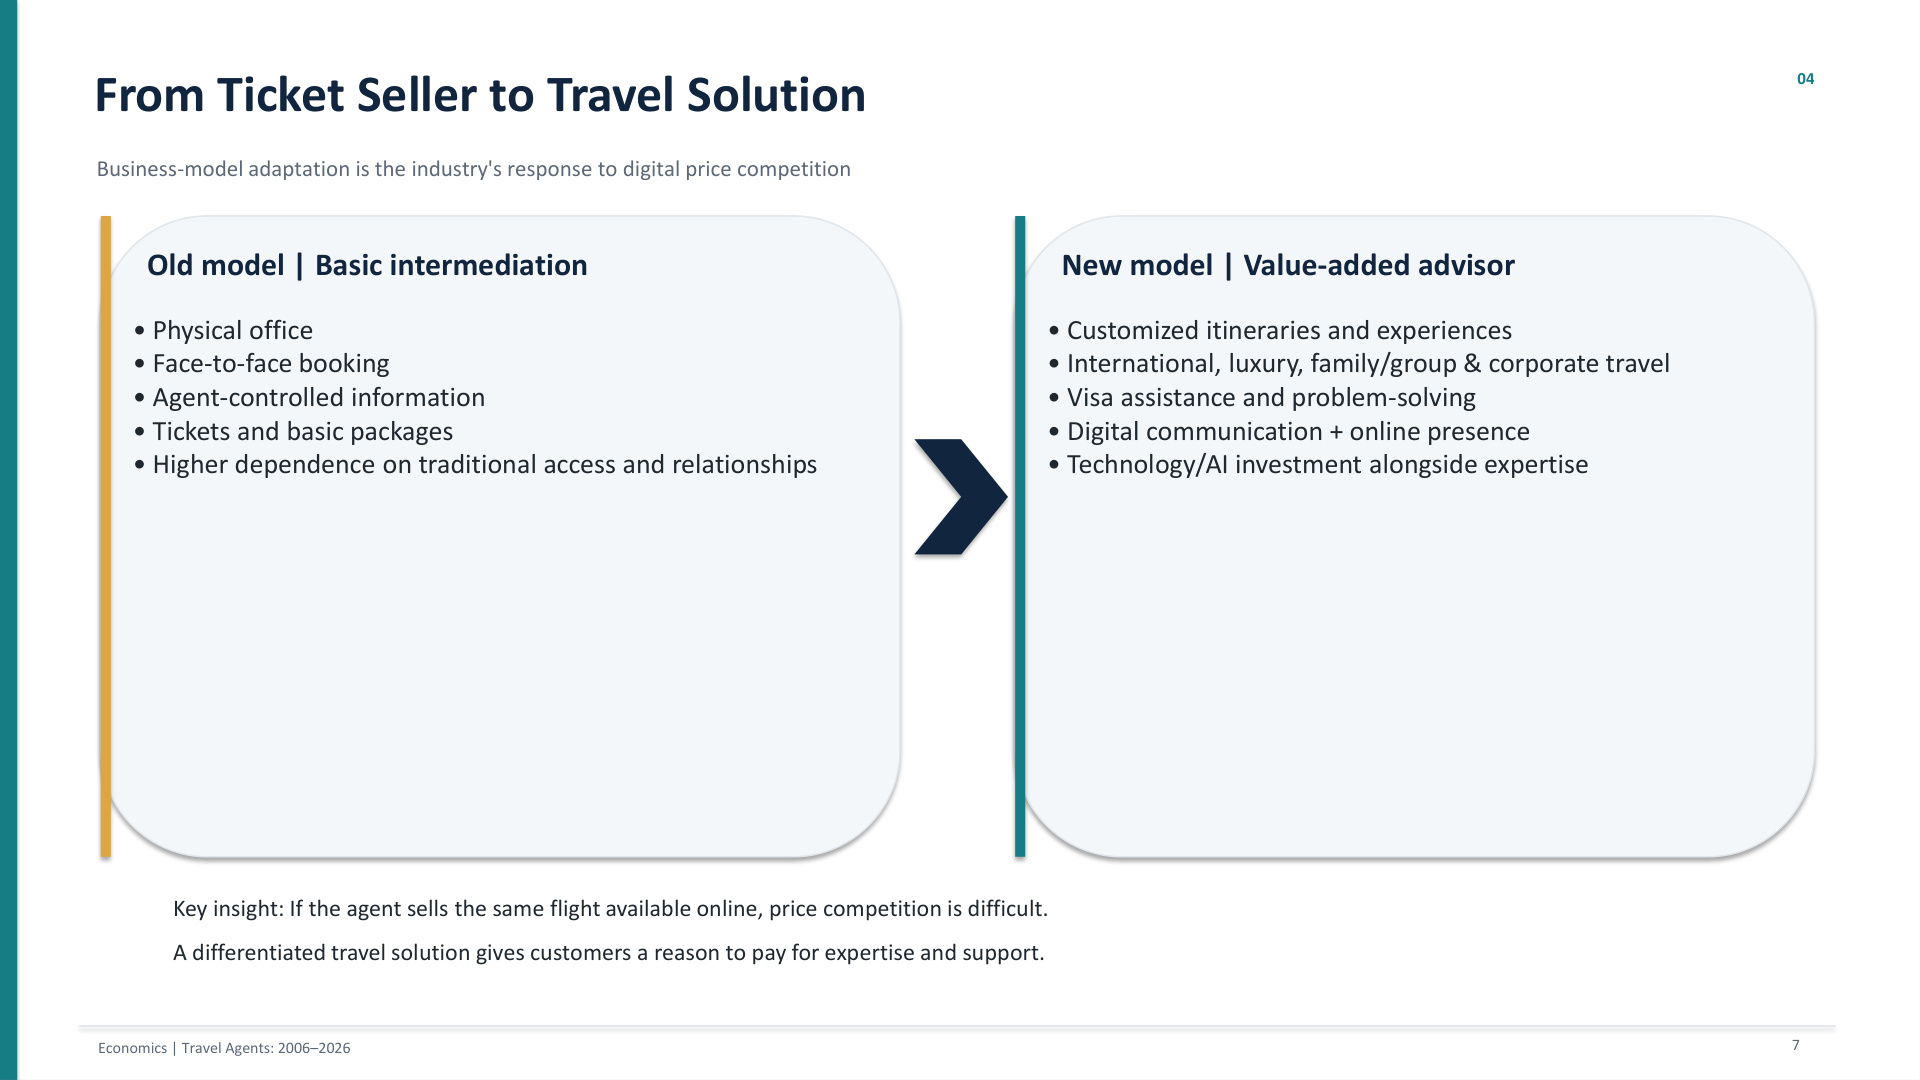 From Ticket Seller to Travel Solution
04
Business-model adaptation is the industry's response to digital price competition
Old model | Basic intermediation
• Physical office
• Face-to-face booking
• Agent-controlled information
• Tickets and basic packages
• Higher dependence on traditional access and relationships
New model | Value-added advisor
• Customized itineraries and experiences
• International, luxury, family/group & corporate travel
• Visa assistance and problem-solving
• Digital communication + online presence
• Technology/AI investment alongside expertise
Key insight: If the agent sells the same flight available online, price competition is difficult.
A differentiated travel solution gives customers a reason to pay for expertise and support.
Economics | Travel Agents: 2006–2026
7